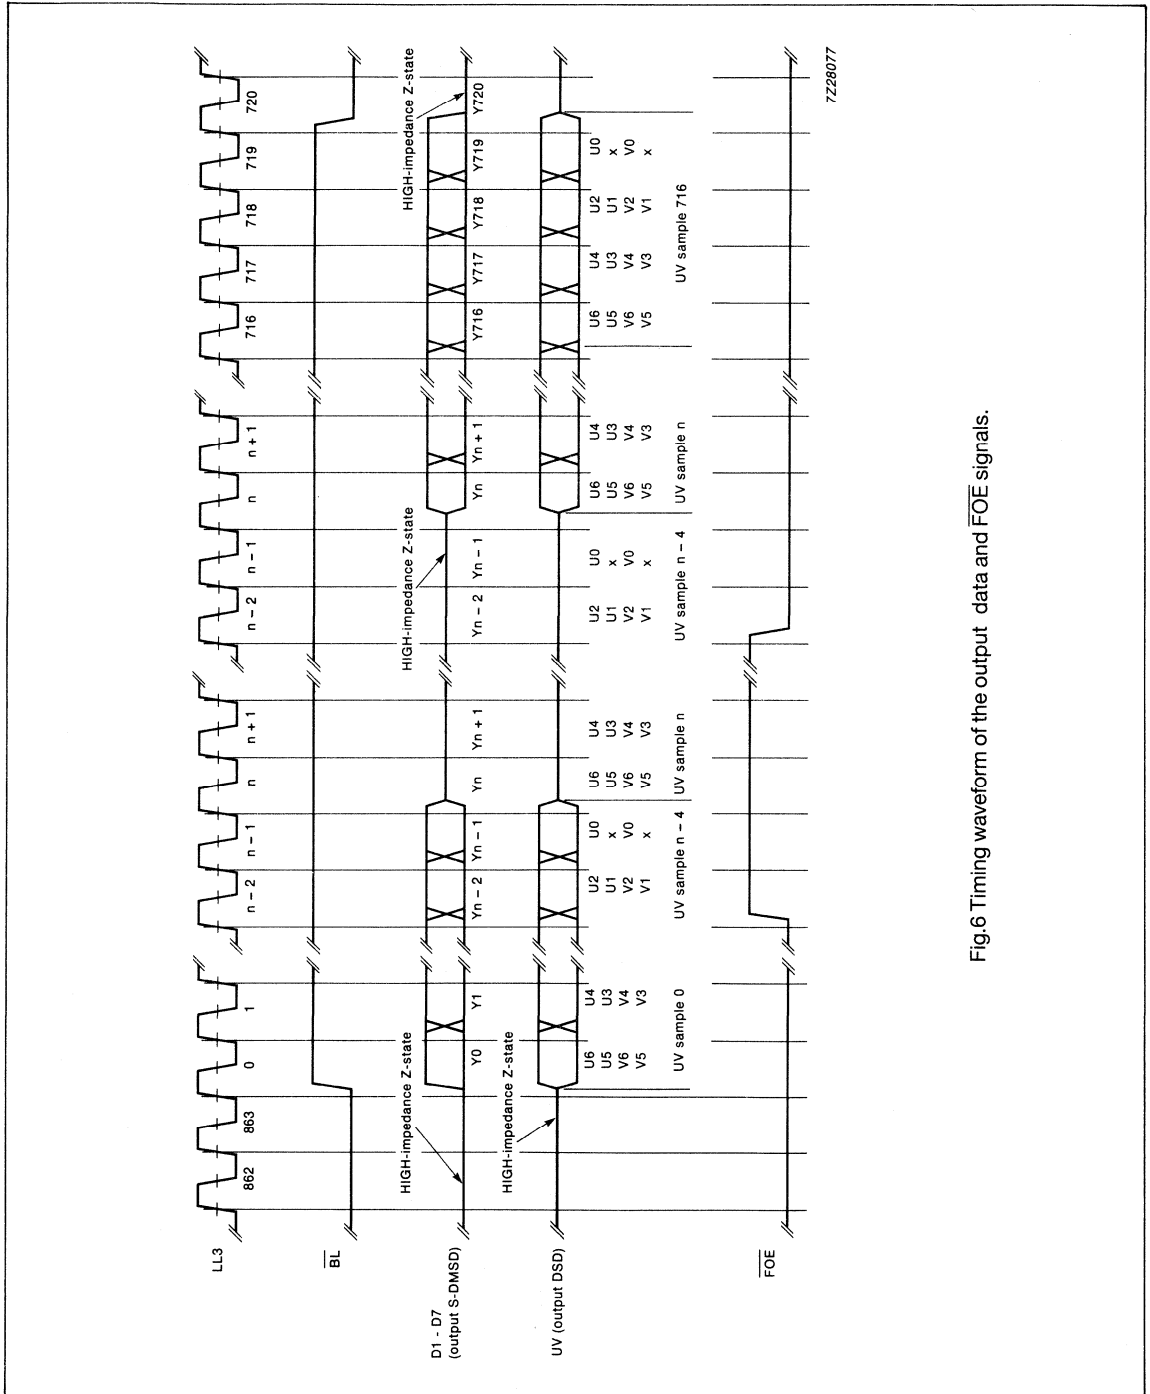 LL3
862
863
0
1
n – 2
n – 1
n
n + 1
n – 2
n – 1
n
n + 1
716
717
718
719
720
BL
D1 - D7
(output S-DMSD)
HIGH-impedance Z-state
HIGH-impedance Z-state
HIGH-impedance Z-state
Y0
Y1
Yn – 2
Yn – 1
Yn
Yn + 1
Yn – 2
Yn – 1
Yn
Yn + 1
Y716
Y717
Y718
Y719
Y720
UV (output DSD)
HIGH-impedance Z-state
U6 U4 U2 U0 U6 U4 U2 U0 U6 U4 U6 U4 U2 U0
U5 U3 U1 x U5 U3 U1 x U5 U3 U5 U3 U1 x
V6 V4 V2 V0 V6 V4 V2 V0 V6 V4 V6 V4 V2 V0
V5 V3 V1 x V5 V3 V1 x V5 V3 V5 V3 V1 x
UV sample 0
UV sample n – 4
UV sample n
UV sample n – 4
UV sample n
UV sample 716
FOE
7Z28077
Fig.6 Timing waveform of the output data and FOE signals.